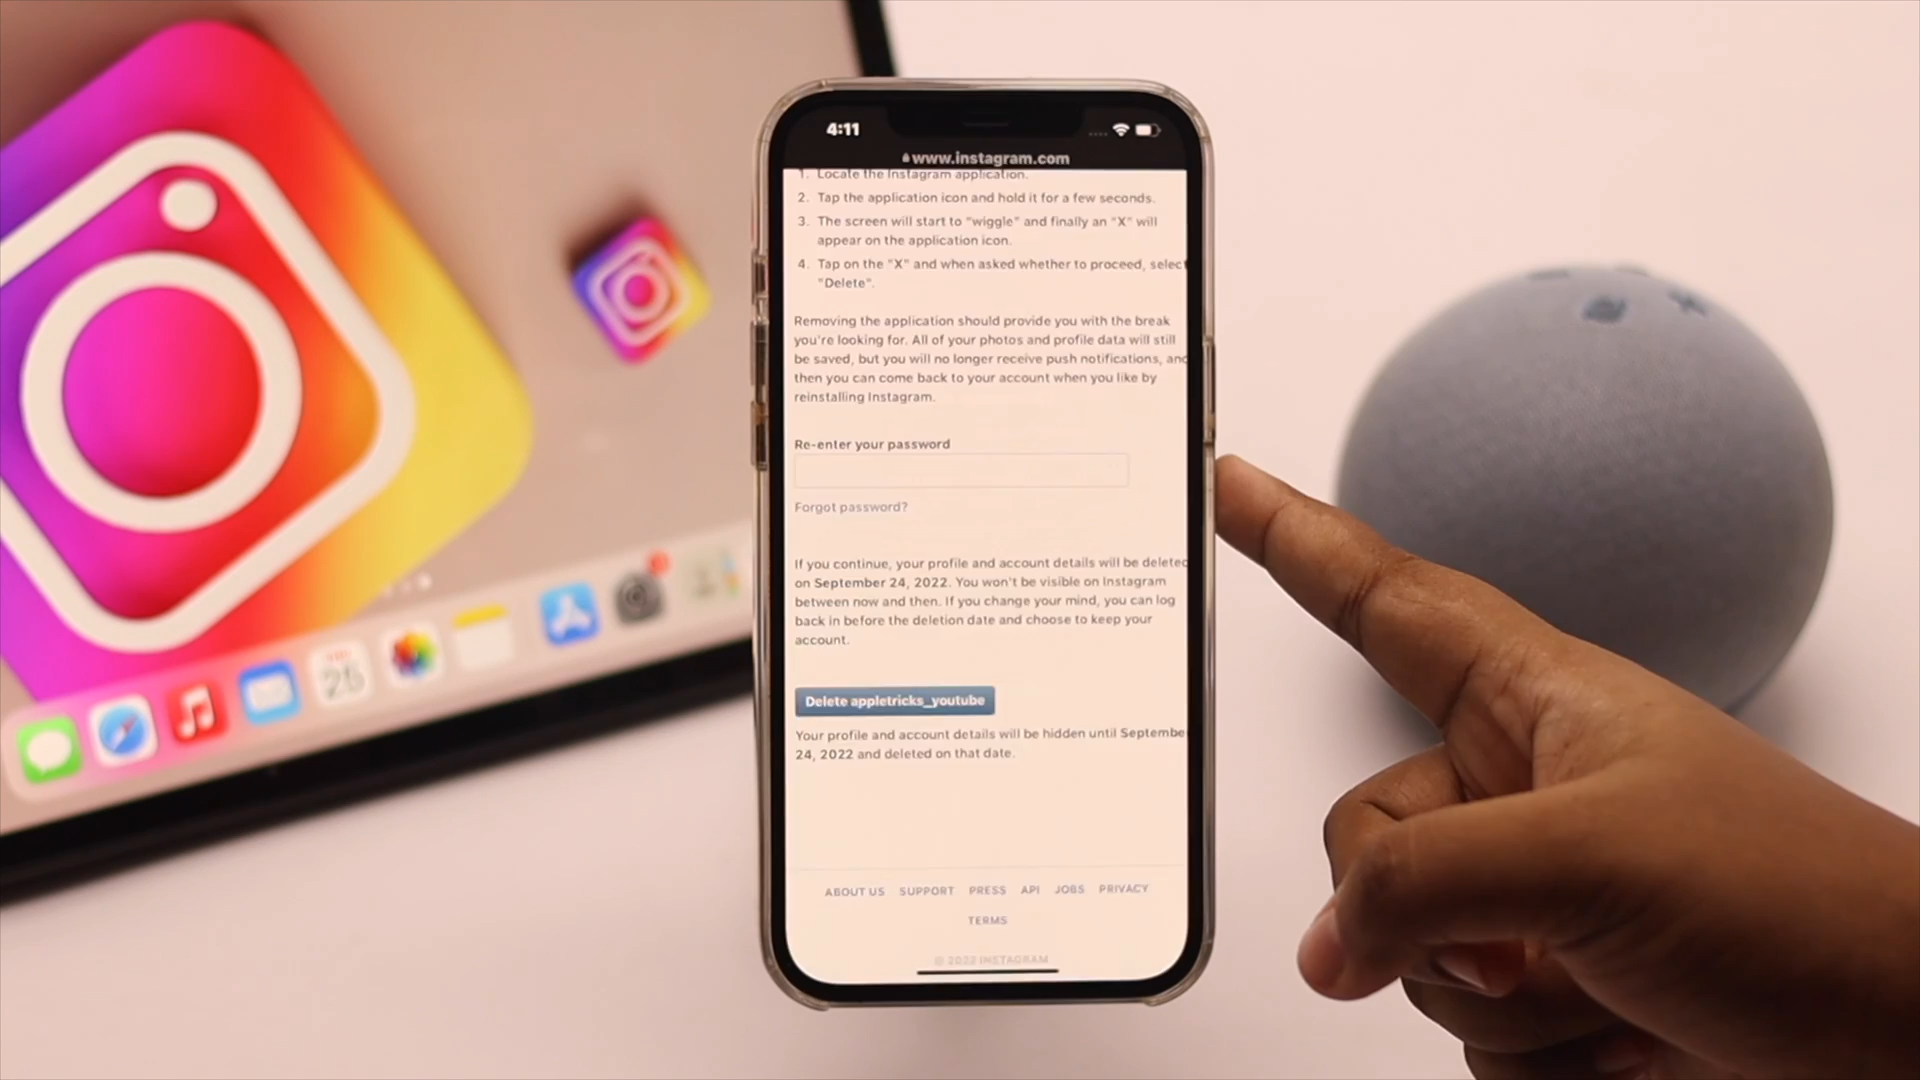 4:11
www.instagram.com
1. Locate the Instagram application.
2. Tap the application icon and hold it for a few seconds.
3. The screen will start to "wiggle" and finally an "X" will
appear on the application icon.
4. Tap on the "X" and when asked whether to proceed, select
"Delete".
Removing the application should provide you with the break
you're looking for. All of your photos and profile data will still
be saved, but you will no longer receive push notifications, and
then you can come back to your account when you like by
reinstalling Instagram.
Re-enter your password
Forgot password?
If you continue, your profile and account details will be deleted
on September 24, 2022. You won't be visible on Instagram
between now and then. If you change your mind, you can log
back in before the deletion date and choose to keep your
account.
Delete appletricks_youtube
Your profile and account details will be hidden until Septembe
24, 2022 and deleted on that date.
ABOUT US SUPPORT PRESS API JOBS PRIVACY
TERMS
© 2022 INSTAGRAM
25